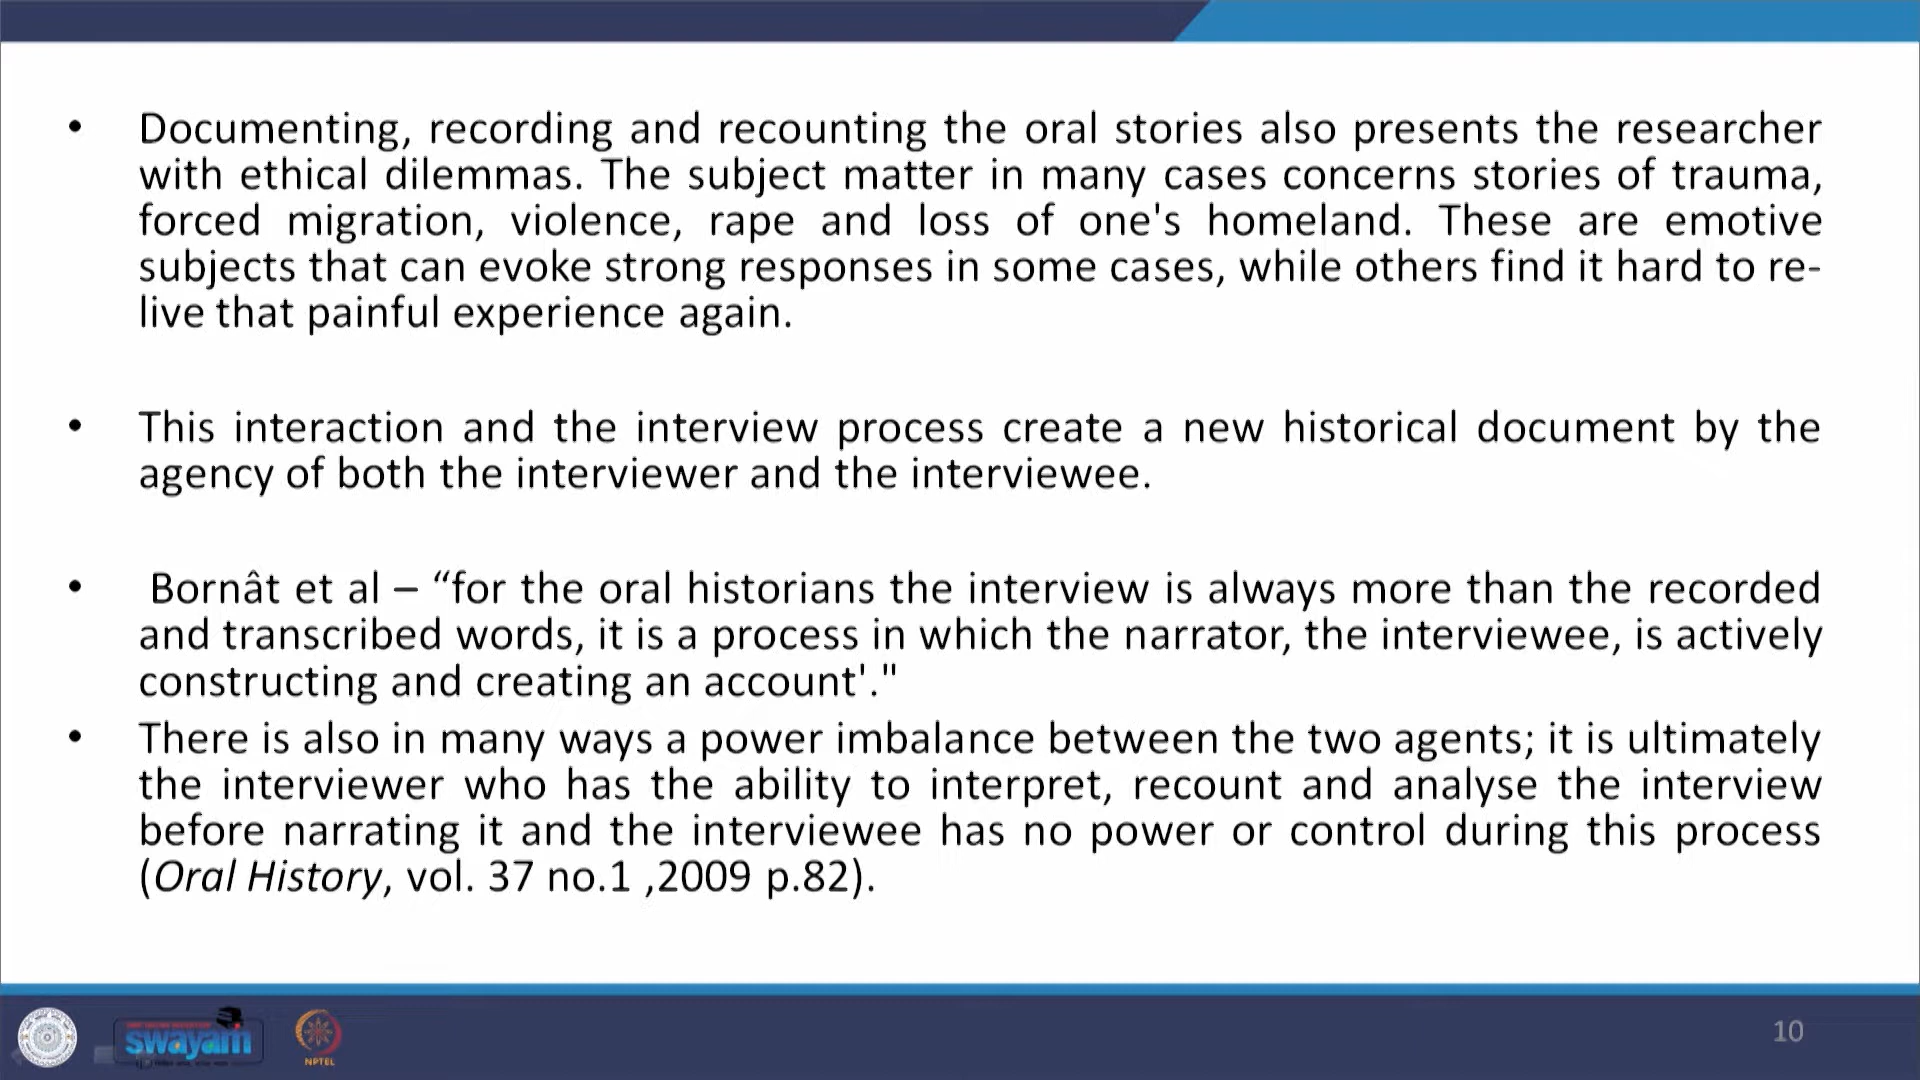 • Documenting, recording and recounting the oral stories also presents the researcher
with ethical dilemmas. The subject matter in many cases concerns stories of trauma,
forced migration, violence, rape and loss of one's homeland. These are emotive
subjects that can evoke strong responses in some cases, while others find it hard to re-
live that painful experience again.
• This interaction and the interview process create a new historical document by the
agency of both the interviewer and the interviewee.
• Bornât et al – “for the oral historians the interview is always more than the recorded
and transcribed words, it is a process in which the narrator, the interviewee, is actively
constructing and creating an account'."
• There is also in many ways a power imbalance between the two agents; it is ultimately
the interviewer who has the ability to interpret, recount and analyse the interview
before narrating it and the interviewee has no power or control during this process
(Oral History, vol. 37 no.1 ,2009 p.82).
swayam
NPTEL
10